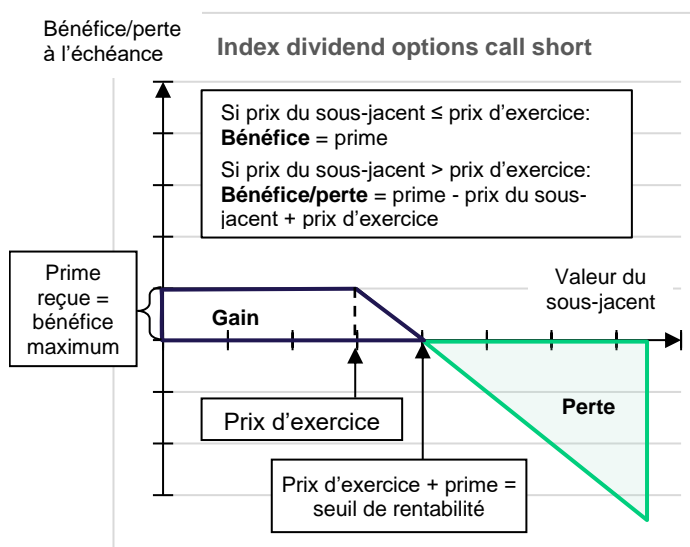 Bénéfice/perte
à l'échéance
Index dividend options call short
Si prix du sous-jacent ≤ prix d'exercice:
Bénéfice = prime
Si prix du sous-jacent > prix d'exercice:
Bénéfice/perte = prime - prix du sous-
jacent + prix d'exercice
Prime
reçue =
bénéfice
maximum
Gain
Valeur du
sous-jacent
Prix d'exercice
Perte
Prix d'exercice + prime =
seuil de rentabilité